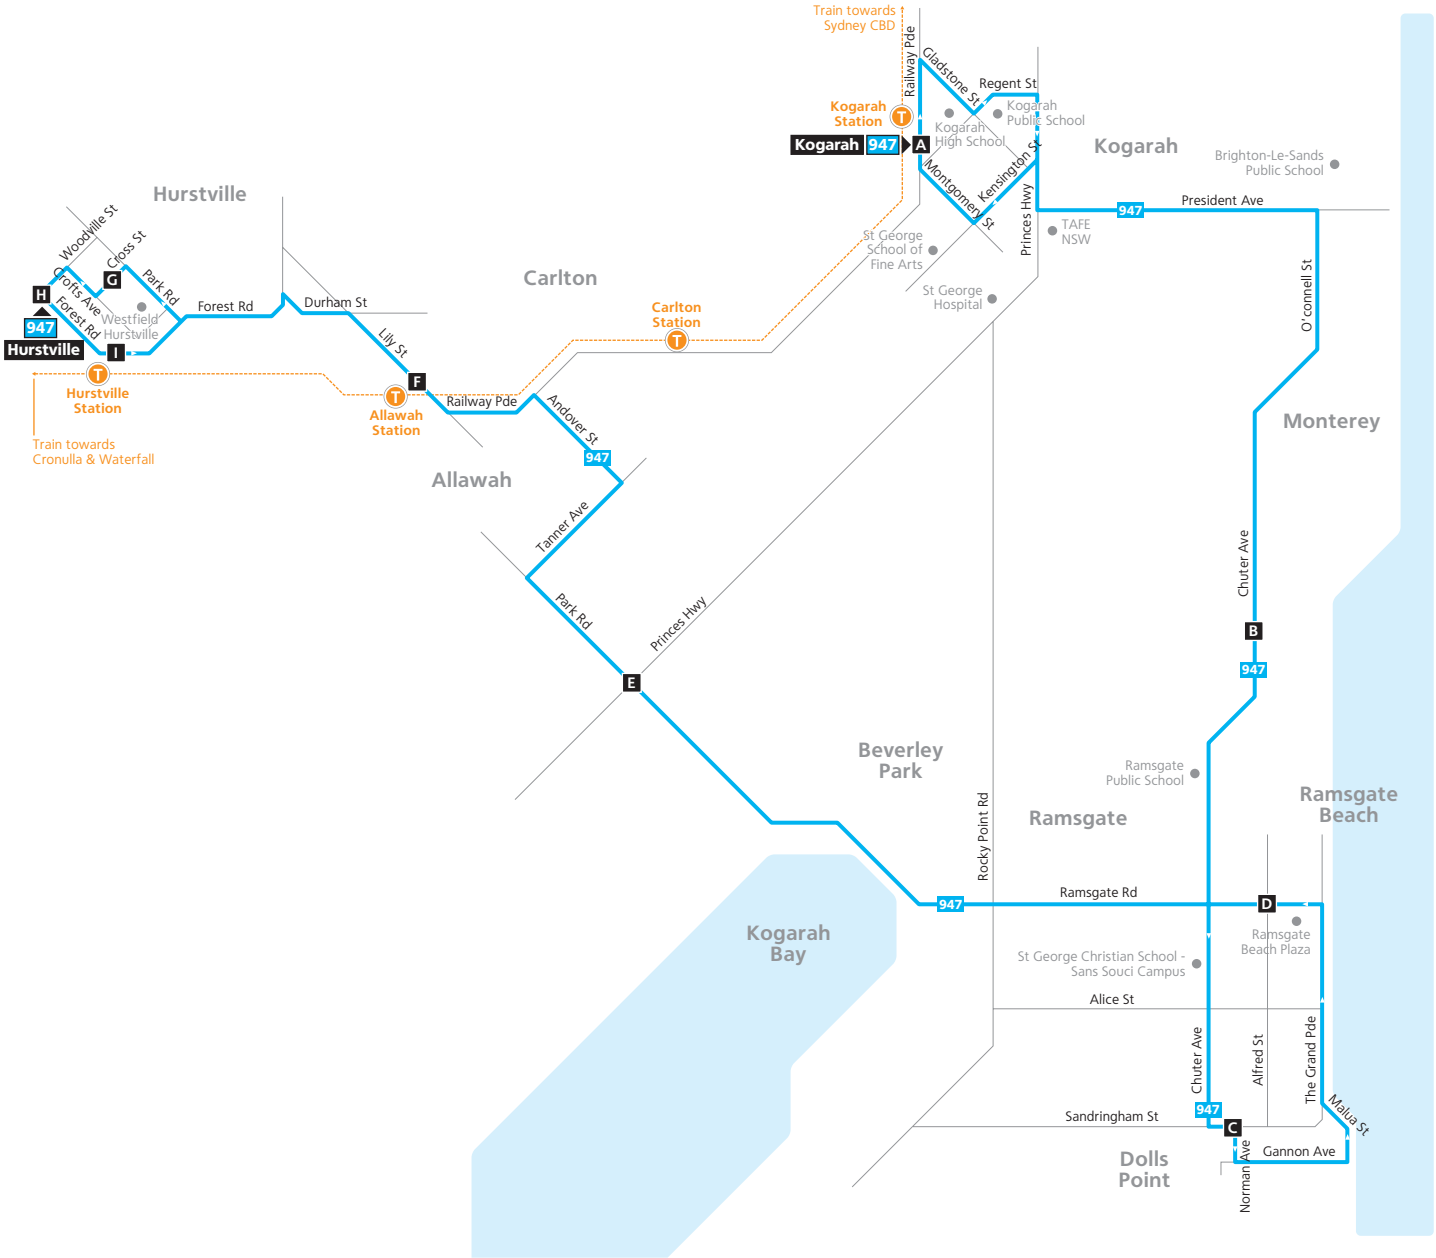 Train towards
Sydney CBD
Railway Pde
Gladstone St
Regent St
Kogarah
Station
T
Kogarah
Public School
Kogarah
High School
Kogarah 947
A
Kogarah
Brighton-Le-Sands
Public School
Kensington St
Montgomery St
Princes Hwy
947
President Ave
TAFE
NSW
St George
School of
Fine Arts
St George
Hospital
O'connell St
Hurstville
Woodville St
Cross St
G
Park Rd
Crofts Ave
H
Forest Rd
Westfield
Hurstville
947
Hurstville
I
Forest Rd
Durham St
Lily St
Carlton
Carlton
Station
T
T
Hurstville
Station
F
T
Allawah
Station
Railway Pde
Andover St
Train towards
Cronulla & Waterfall
947
Allawah
Monterey
Tanner Ave
Chuter Ave
Park Rd
Princes Hwy
B
947
E
Beverley
Park
Ramsgate
Public School
Ramsgate
Beach
Ramsgate
Rocky Point Rd
947
Ramsgate Rd
D
Ramsgate
Beach Plaza
Kogarah
Bay
St George Christian School -
Sans Souci Campus
Alice St
Chuter Ave
Alfred St
The Grand Pde
947
Sandringham St
C
Malua St
Gannon Ave
Norman Ave
Dolls
Point